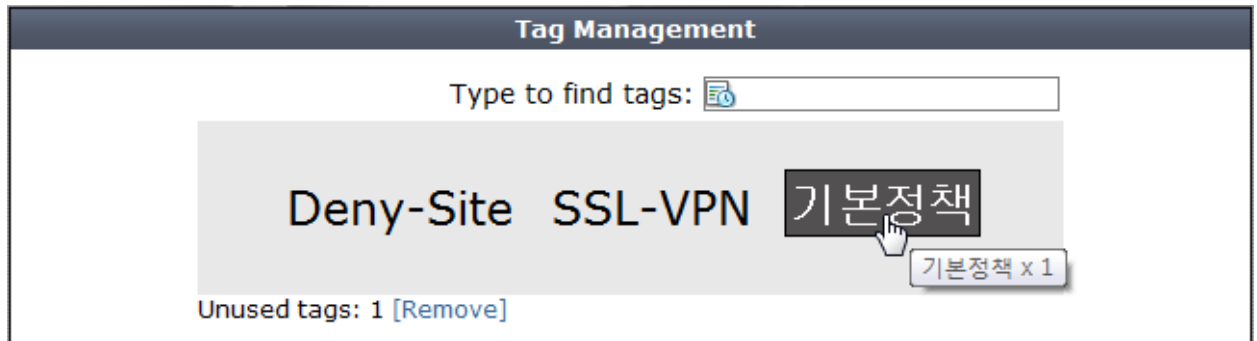 Tag Management
Type to find tags:
Deny-Site SSL-VPN 기본정책
기본정책 x 1
Unused tags: 1 [Remove]